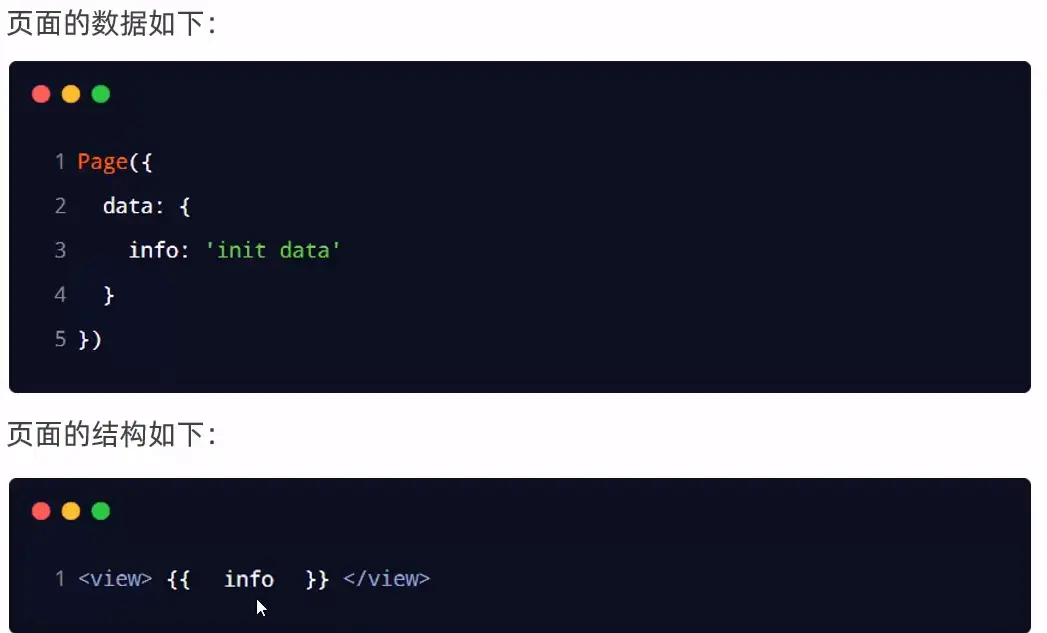 页面的数据如下：
1 Page({
2   data: {
3     info: 'init data'
4   }
5 })
页面的结构如下：
1 <view> {{  info  }} </view>